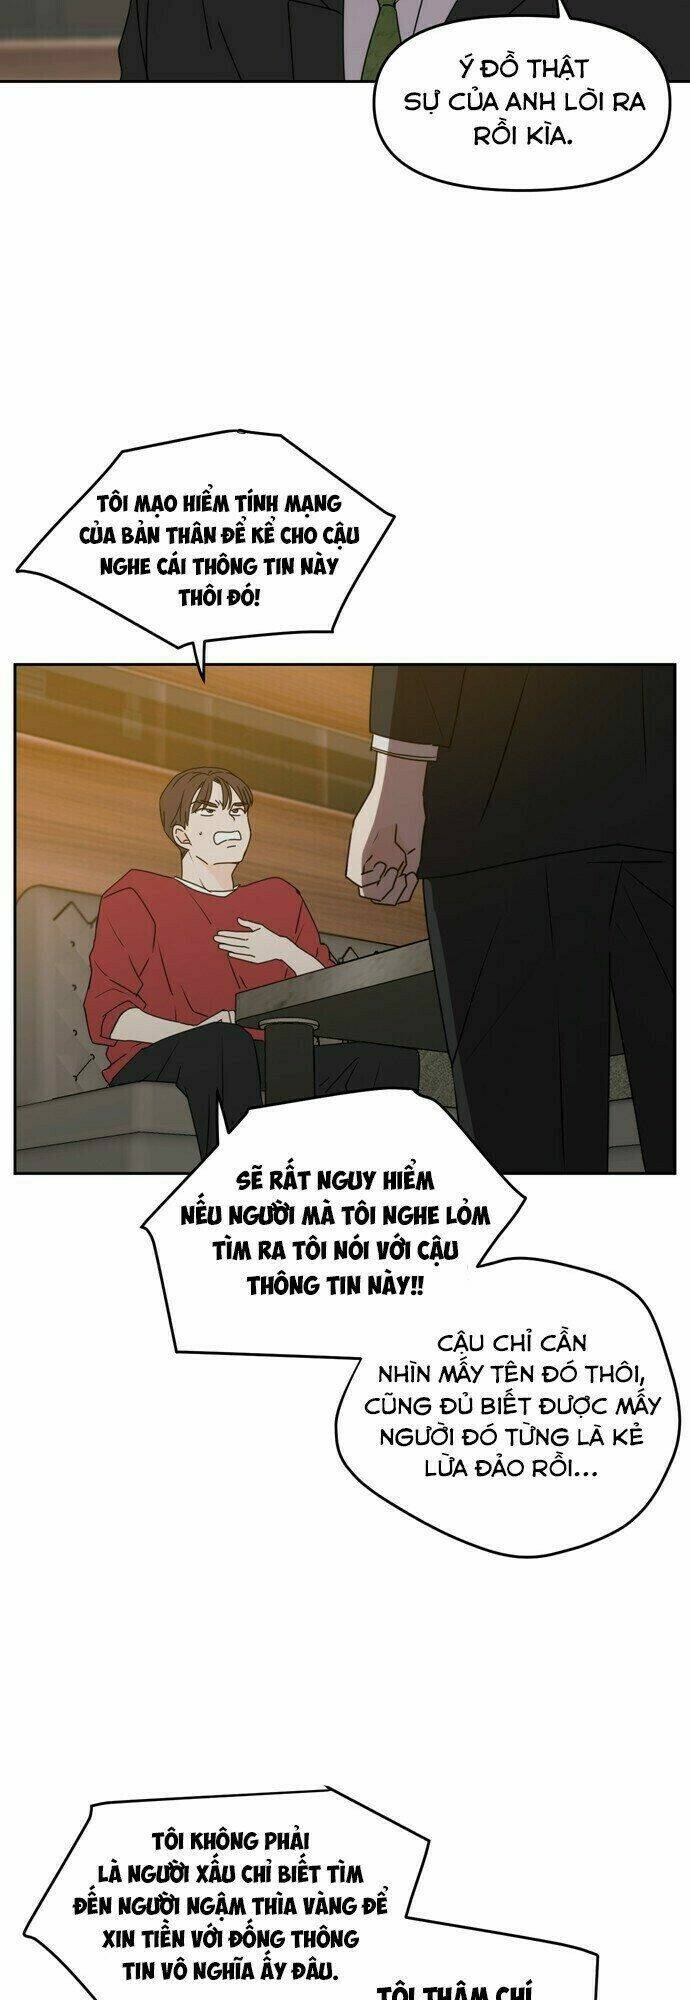 Ý ĐỒ THẬT
SỰ CỦA ANH LÒI RA
RỒI KÌA.
TÔI MẠO HIỂM TÍNH MẠNG
CỦA BẢN THÂN ĐỂ KỂ CHO CẬU
NGHE CÁI THÔNG TIN NÀY
THÔI ĐÓ!
SẼ RẤT NGUY HIỂM
NẾU NGƯỜI MÀ TÔI NGHE LỎM
TÌM RA TÔI NÓI VỚI CẬU
THÔNG TIN NÀY!!
CẬU CHỈ CẦN
NHÌN MẤY TÊN ĐÓ THÔI,
CŨNG ĐỦ BIẾT ĐƯỢC MẤY
NGƯỜI ĐÓ TỪNG LÀ KẺ
LỪA ĐẢO RỒI...
TÔI KHÔNG PHẢI
LÀ NGƯỜI XẤU CHỈ BIẾT TÌM
ĐẾN NGƯỜI NGẬM THÌA VÀNG ĐỂ
XIN TIỀN VỚI ĐỐNG THÔNG
TIN VÔ NGHĨA ẤY ĐÂU.
TÔI THẬM CHÍ